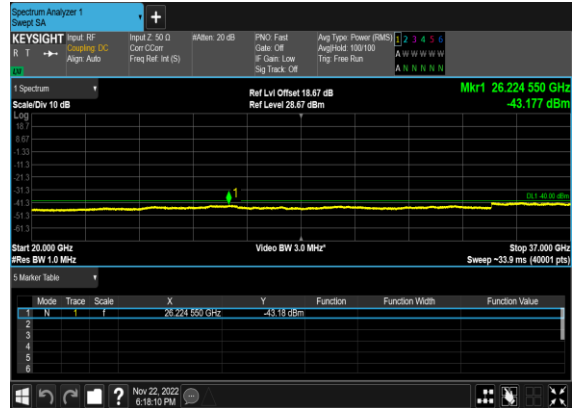 Spectrum Analyzer 1
Swept SA
+
KEYSIGHT
R T
Input: RF
Coupling: DC
Align: Auto
Input Z: 50 Ω
Corr CCorr
Freq Ref: Int (S)
#Atten: 20 dB
PNO: Fast
Gate: Off
IF Gain: Low
Sig Track: Off
Avg Type: Power (RMS)
Avg|Hold: 100/100
Trig: Free Run
1 2 3 4 5 6
A W W W W W
A N N N N N
1 Spectrum
Scale/Div 10 dB
Ref Lvl Offset 18.67 dB
Ref Level 28.67 dBm
Mkr1 26.224 550 GHz
-43.177 dBm
Log
18.7
8.67
-1.33
-11.3
-21.3
-31.3
-41.3
-51.3
-61.3
1
DL1 -40.00 dBm
Start 20.000 GHz
#Res BW 1.0 MHz
Video BW 3.0 MHz*
Stop 37.000 GHz
Sweep ~33.9 ms (40001 pts)
5 Marker Table
Mode Trace Scale X Y Function Function Width Function Value
1 N 1 f 26.224 550 GHz -43.18 dBm
2
3
4
5
6
?
Nov 22, 2022
6:18:10 PM